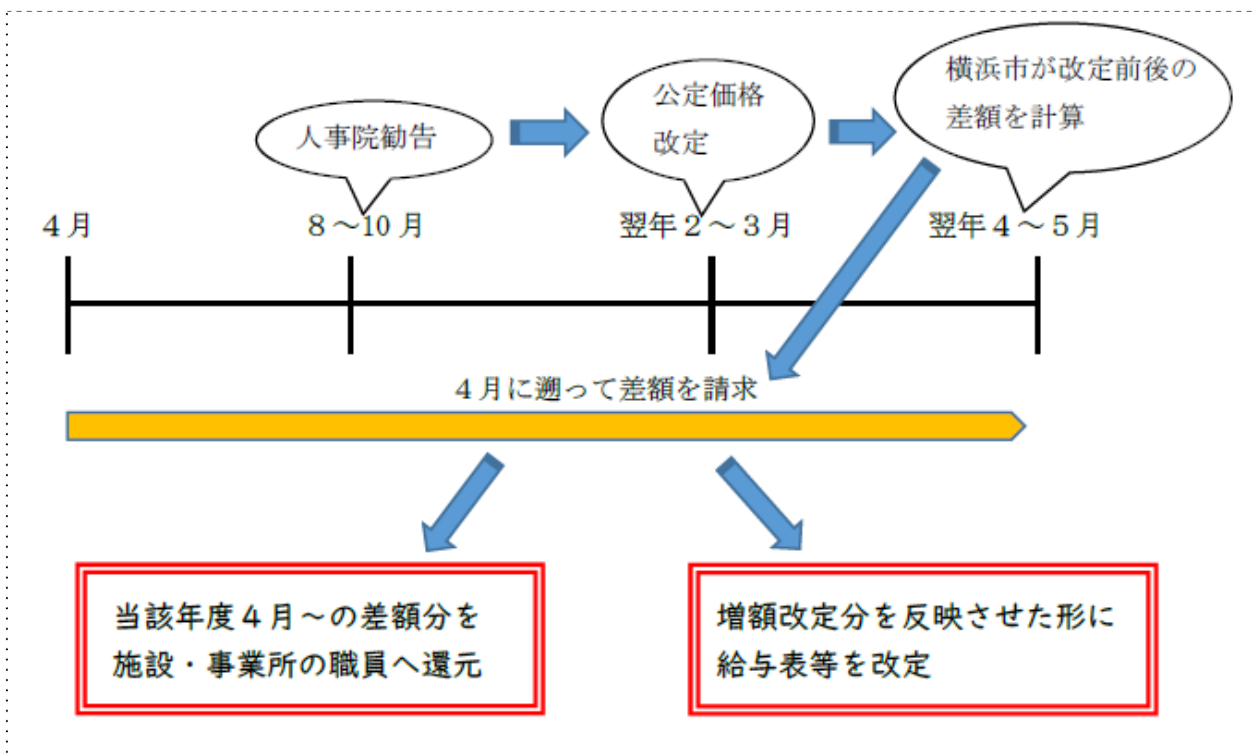 横浜市が改定前後の
差額を計算
公定価格
改定
人事院勧告
4月
8～10月
翌年2～3月
翌年4～5月
4月に遡って差額を請求
当該年度4月～の差額分を
施設・事業所の職員へ還元
増額改定分を反映させた形に
給与表等を改定